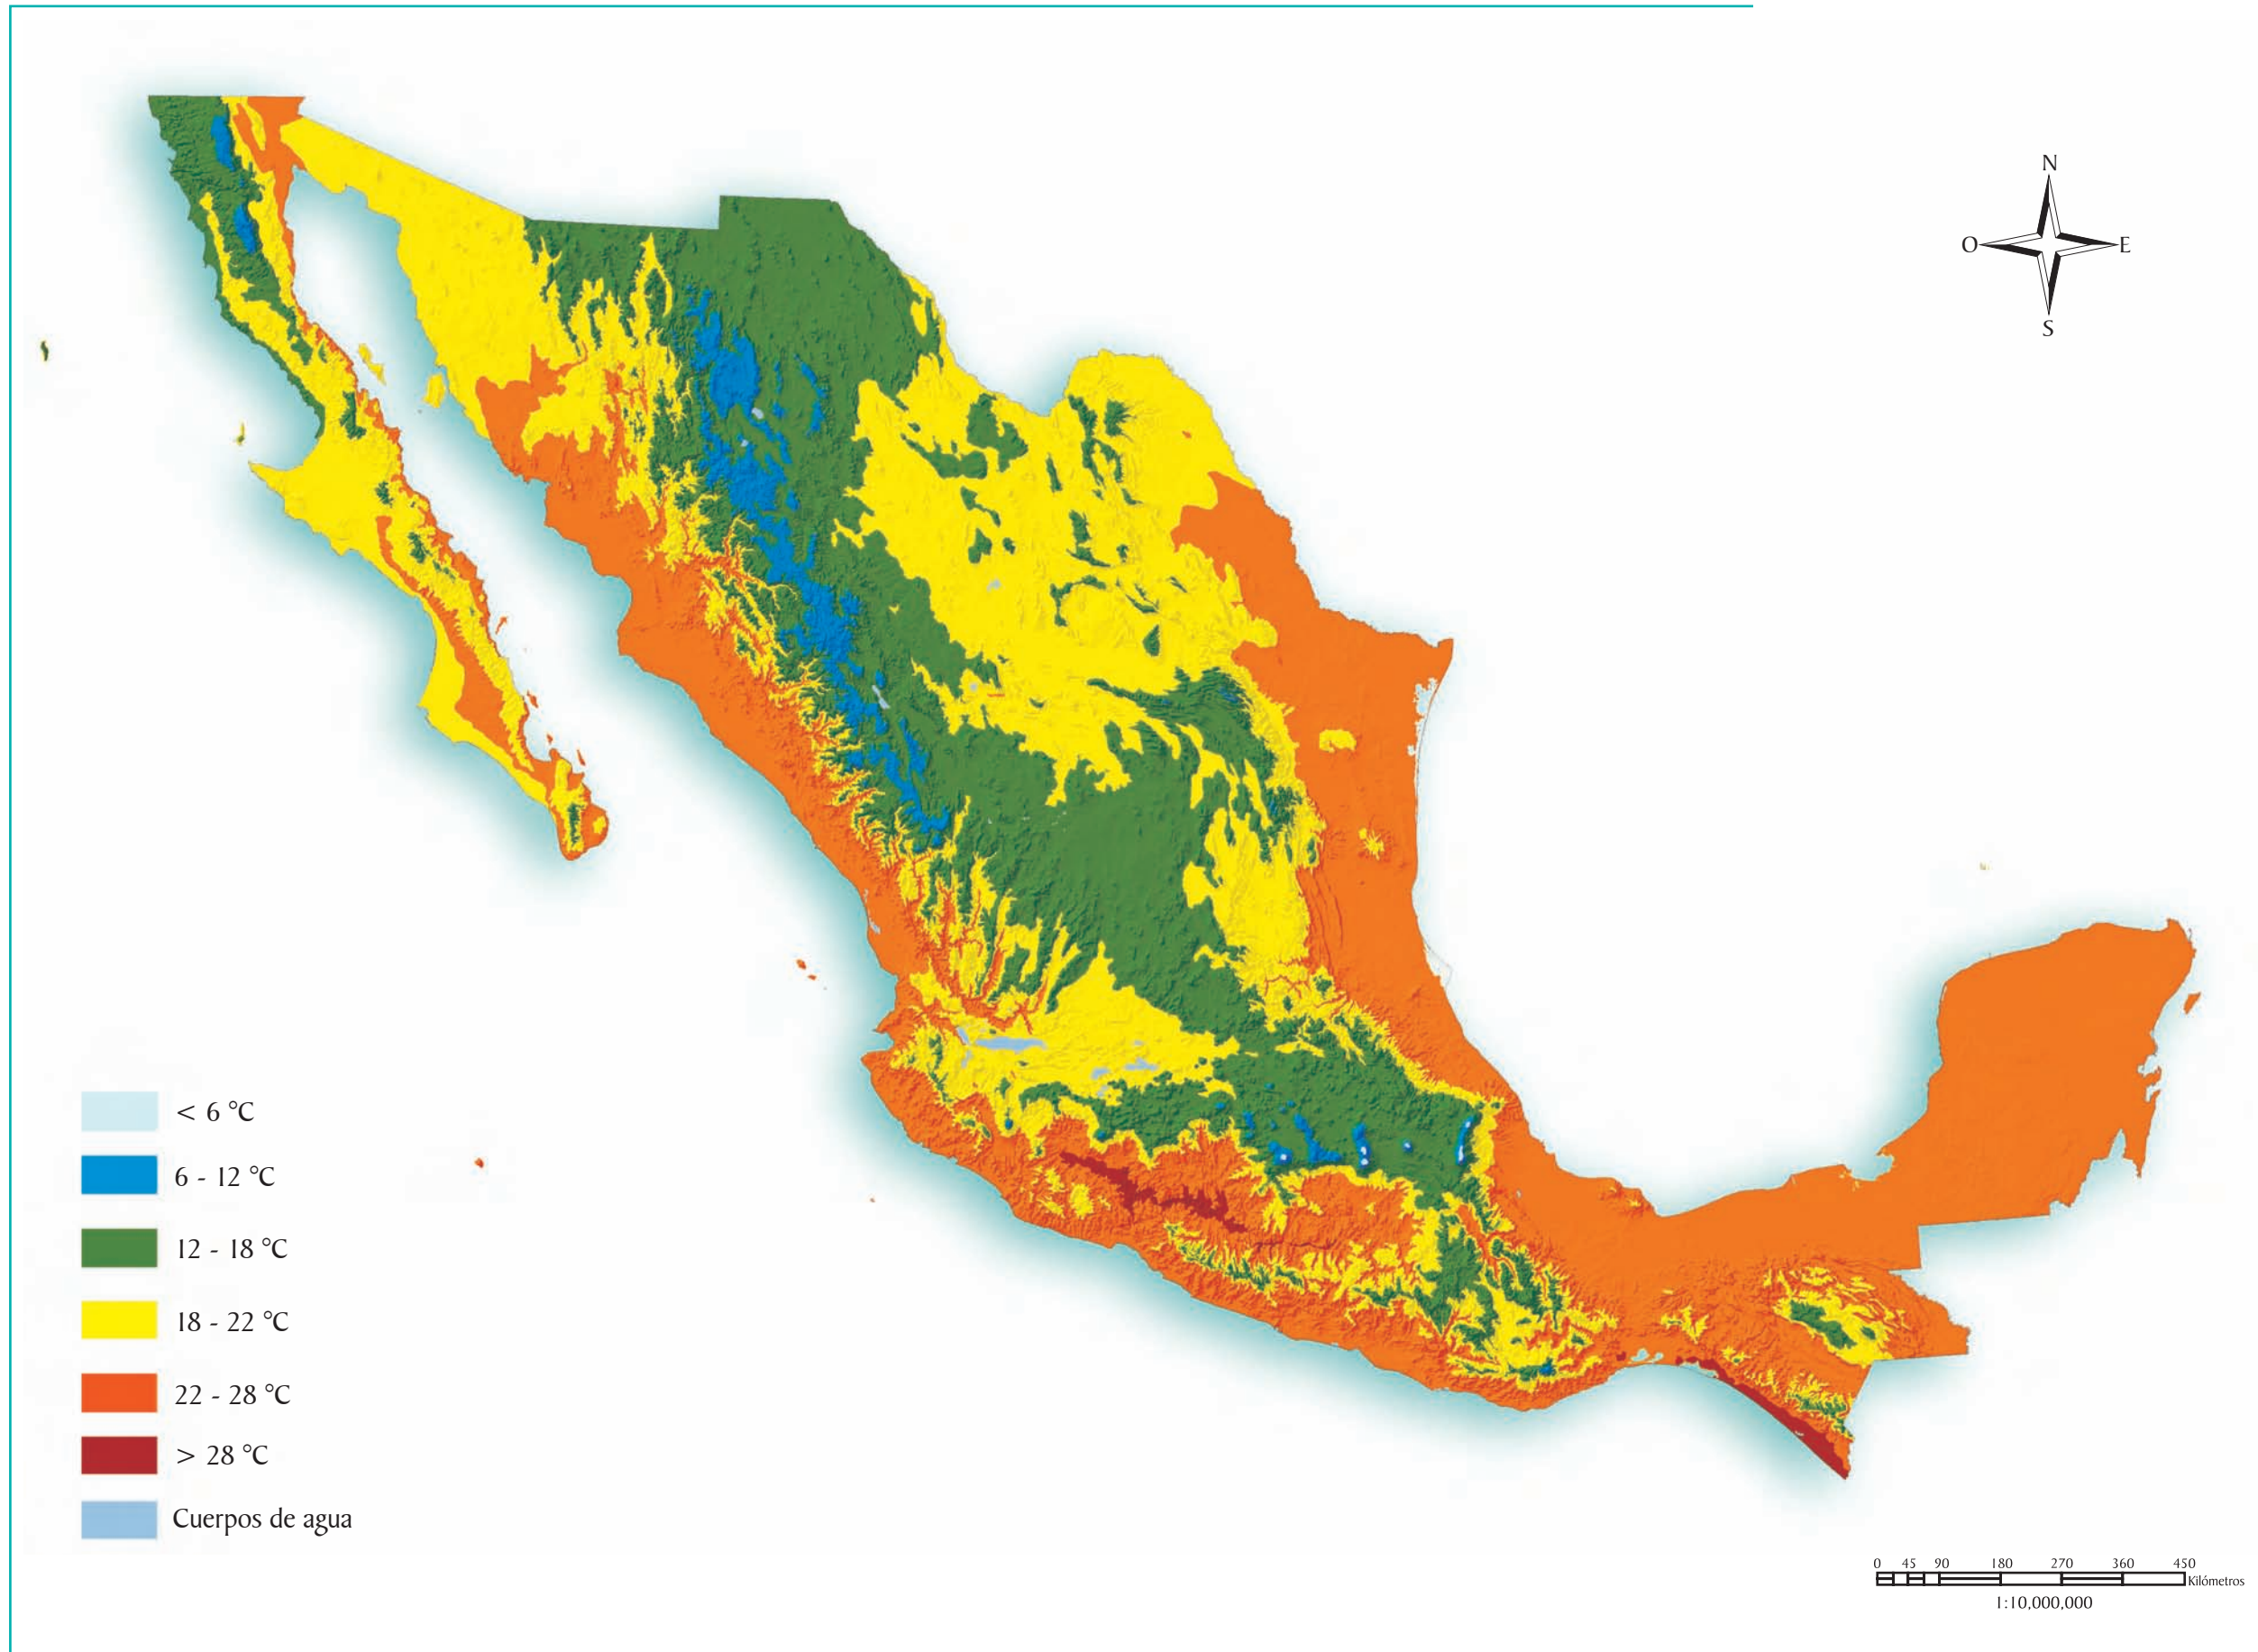 N
O E
S
< 6 °C
6 - 12 °C
12 - 18 °C
18 - 22 °C
22 - 28 °C
> 28 °C
Cuerpos de agua
0 45 90 180 270 360 450
Kilómetros
1:10,000,000